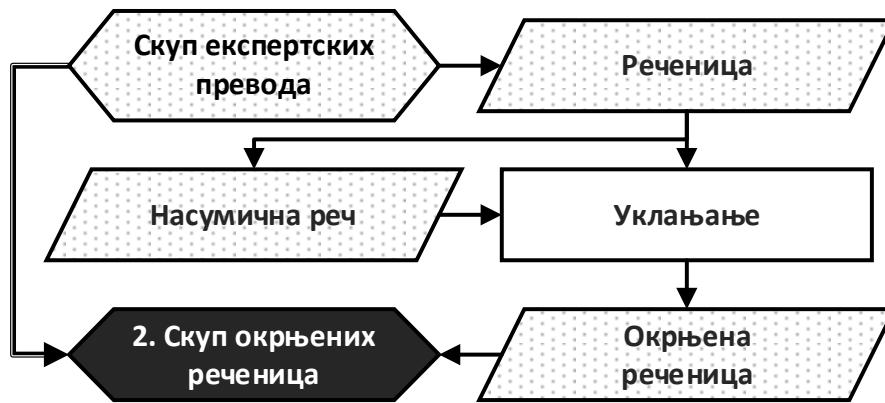 Скуп експертских
превода
Реченица
Насумична реч
Уклањање
2. Скуп окрњених
реченица
Окрњена
реченица